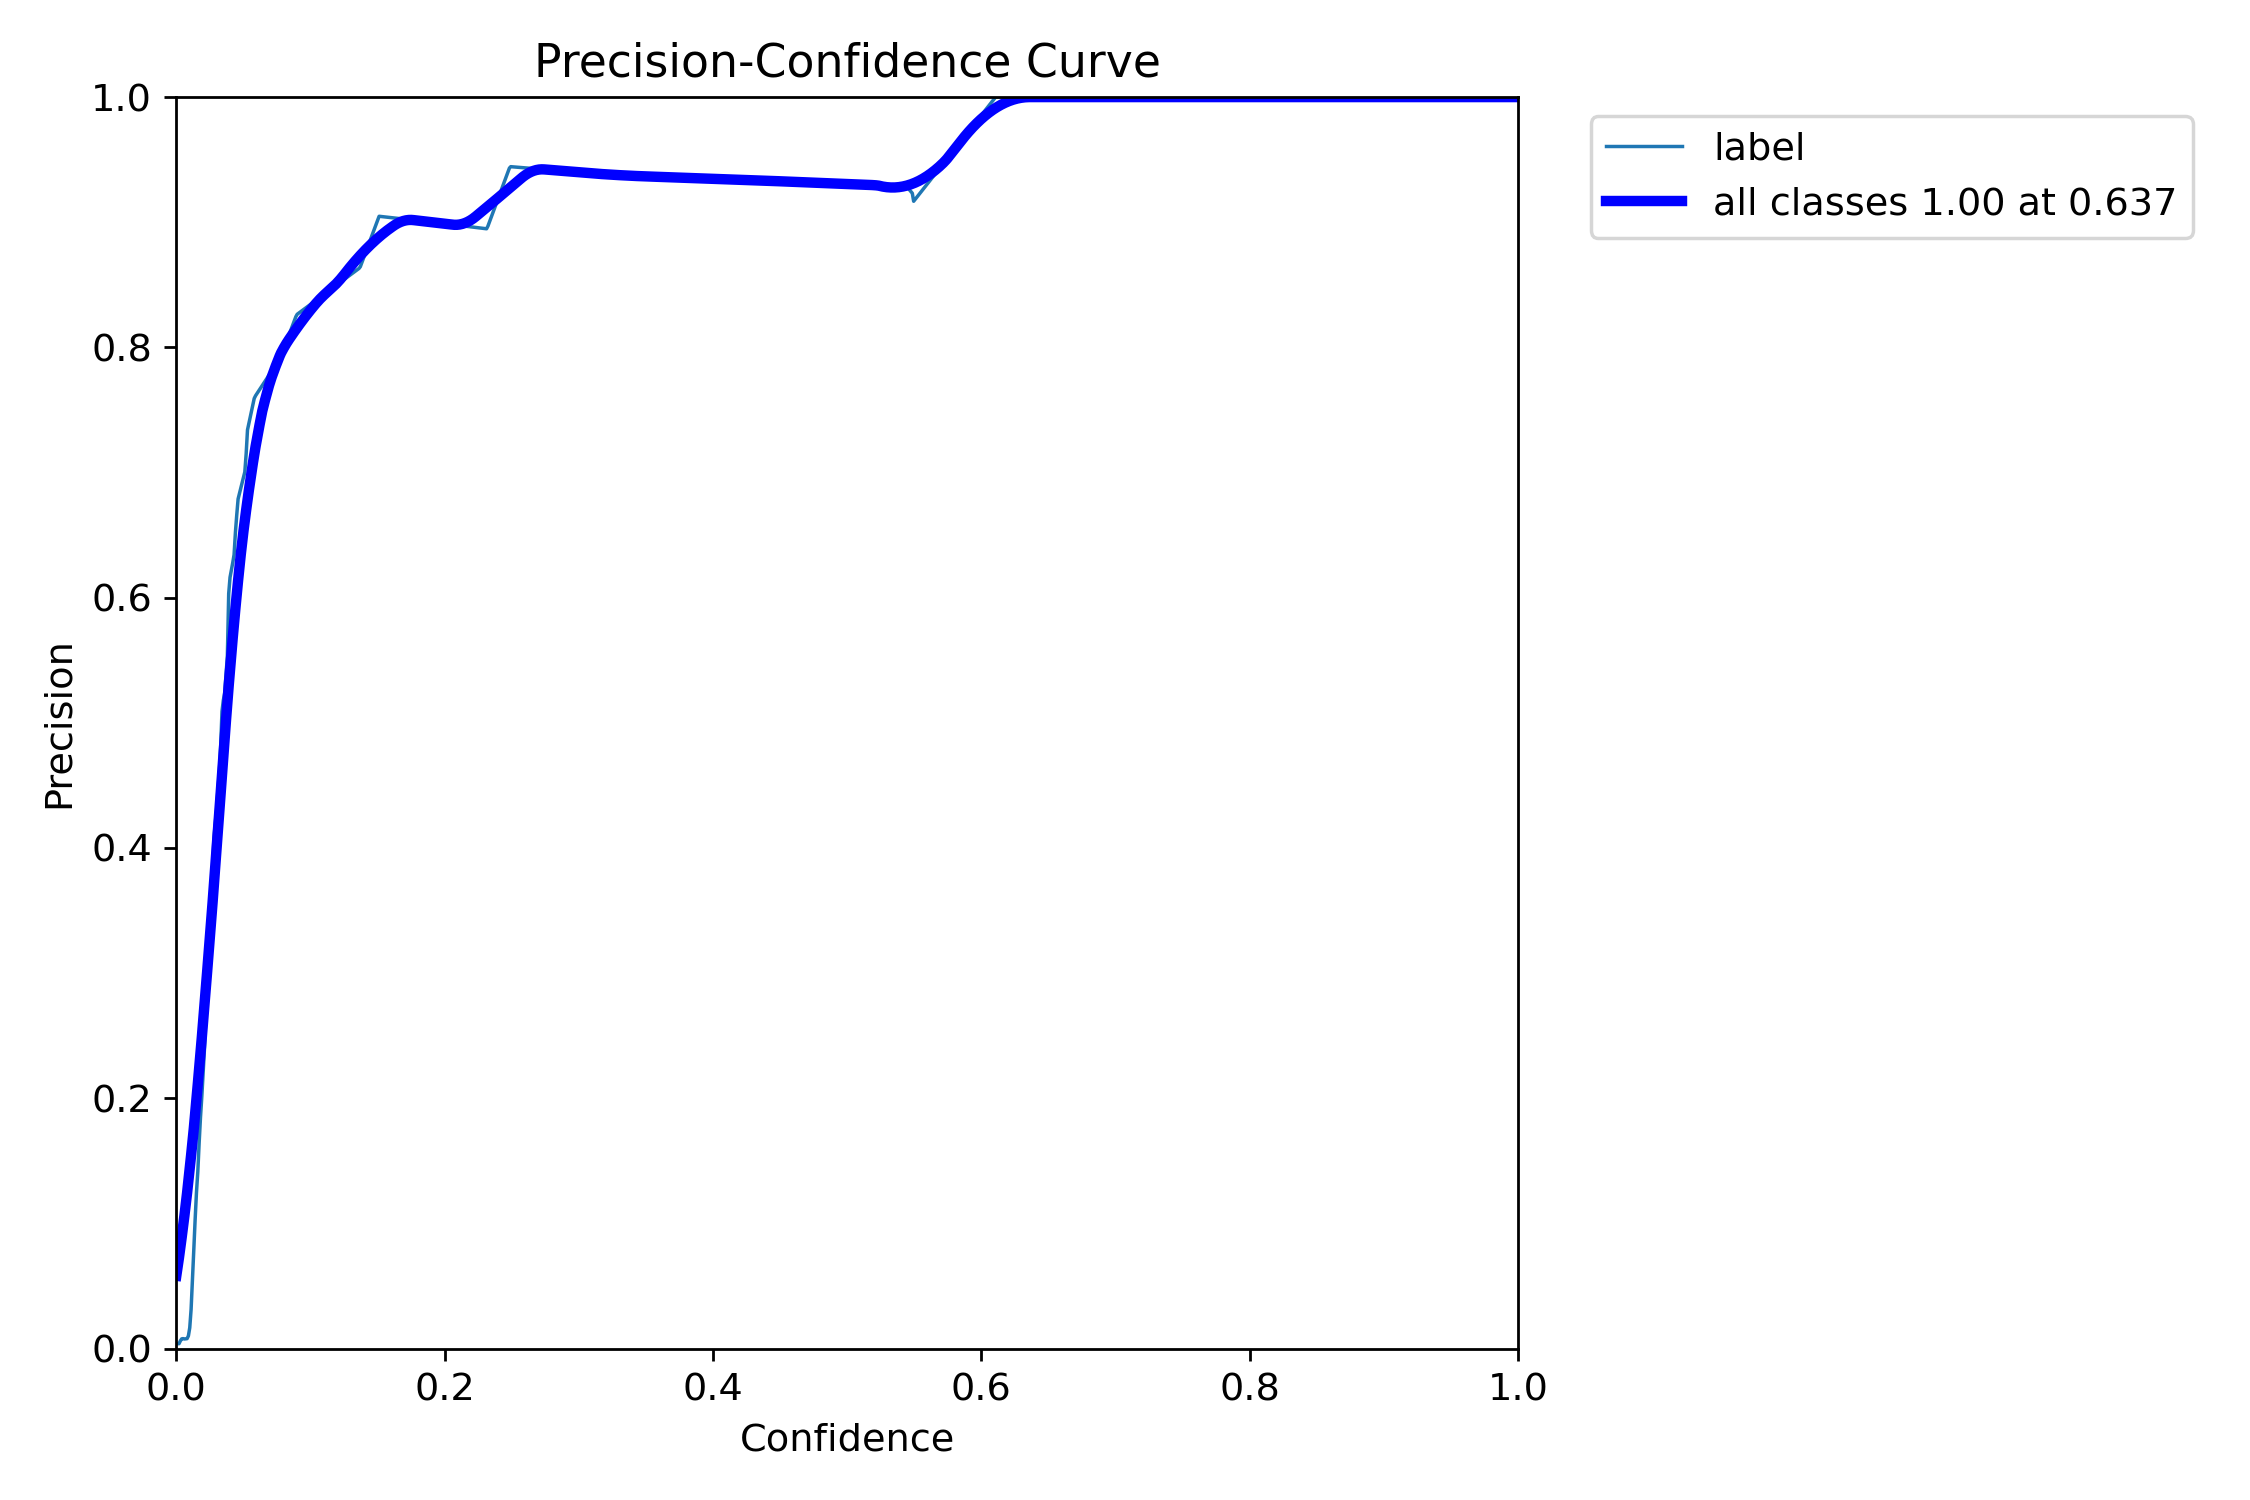 Precision-Confidence Curve
1.0
0.8
0.6
0.4
0.2
0.0
Precision
0.0 0.2 0.4 0.6 0.8 1.0
Confidence
label
all classes 1.00 at 0.637